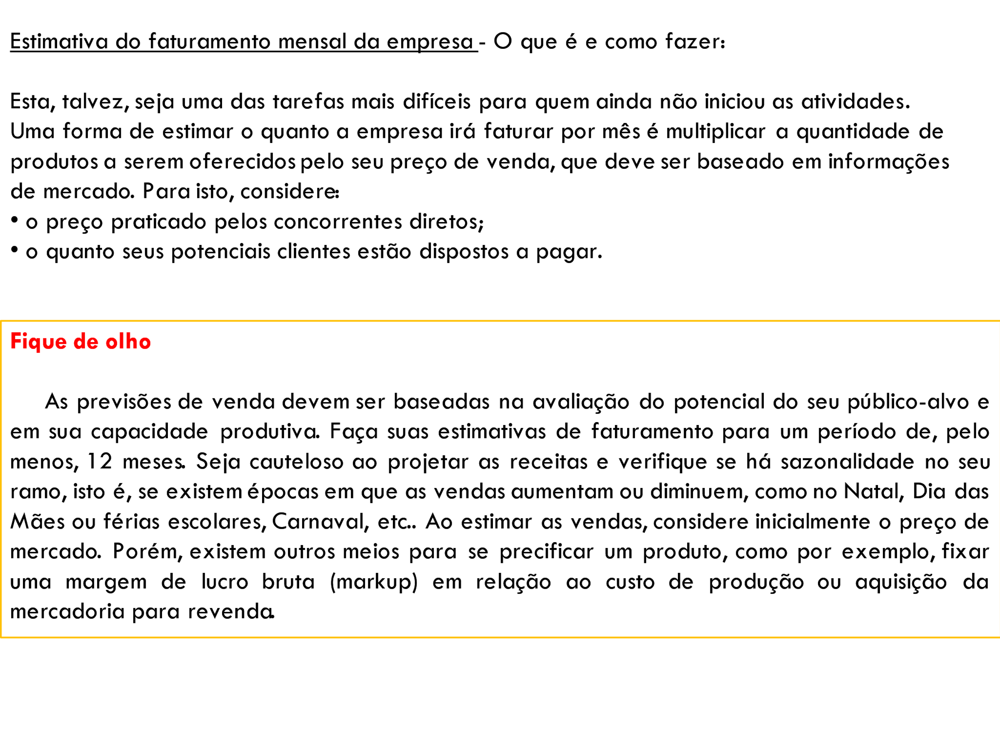 Estimativa do faturamento mensal da empresa - O que é e como fazer:
Esta, talvez, seja uma das tarefas mais difíceis para quem ainda não iniciou as atividades.
Uma forma de estimar o quanto a empresa irá faturar por mês é multiplicar a quantidade de
produtos a serem oferecidos pelo seu preço de venda, que deve ser baseado em informações
de mercado. Para isto, considere:
• o preço praticado pelos concorrentes diretos;
• o quanto seus potenciais clientes estão dispostos a pagar.
Fique de olho
As previsões de venda devem ser baseadas na avaliação do potencial do seu público-alvo e
em sua capacidade produtiva. Faça suas estimativas de faturamento para um período de, pelo
menos, 12 meses. Seja cauteloso ao projetar as receitas e verifique se há sazonalidade no seu
ramo, isto é, se existem épocas em que as vendas aumentam ou diminuem, como no Natal, Dia das
Mães ou férias escolares, Carnaval, etc.. Ao estimar as vendas, considere inicialmente o preço de
mercado. Porém, existem outros meios para se precificar um produto, como por exemplo, fixar
uma margem de lucro bruta (markup) em relação ao custo de produção ou aquisição da
mercadoria para revenda.